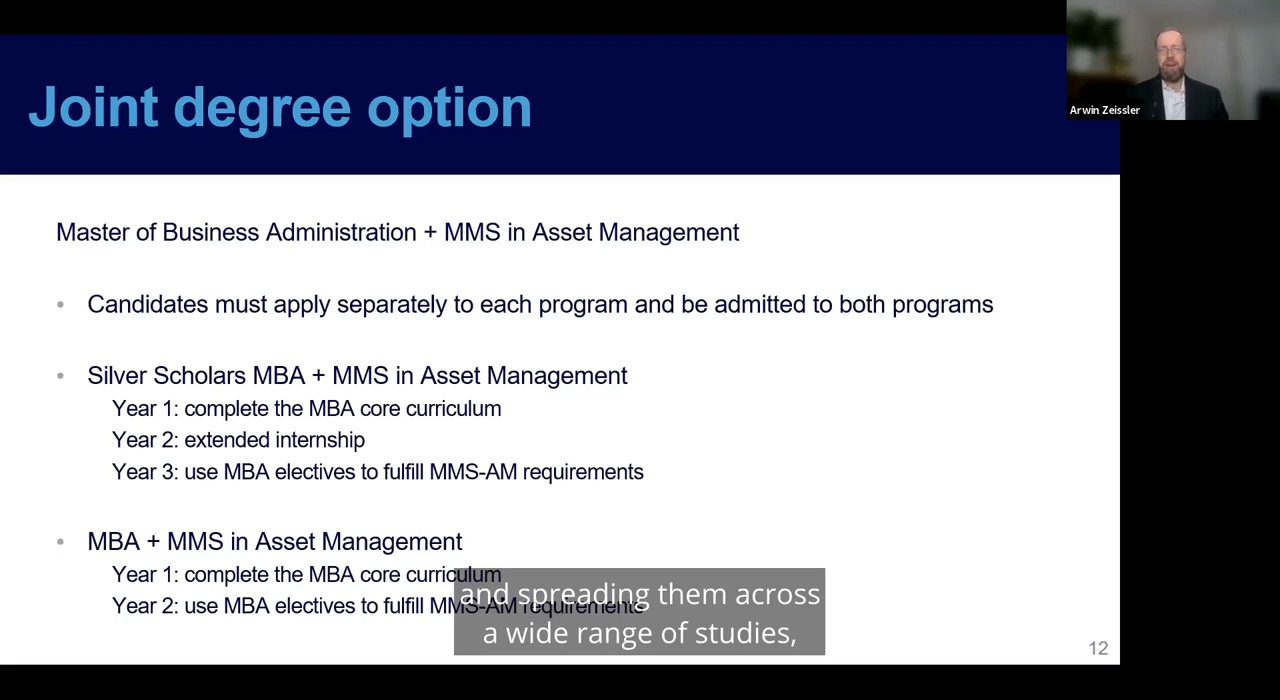 Joint degree option
Arwin Zeissler
Master of Business Administration + MMS in Asset Management
• Candidates must apply separately to each program and be admitted to both programs
• Silver Scholars MBA + MMS in Asset Management
Year 1: complete the MBA core curriculum
Year 2: extended internship
Year 3: use MBA electives to fulfill MMS-AM requirements
• MBA + MMS in Asset Management
Year 1: complete the MBA core curriculum
Year 2: use MBA electives to fulfill MMS-AM requirements
and spreading them across
a wide range of studies,
12